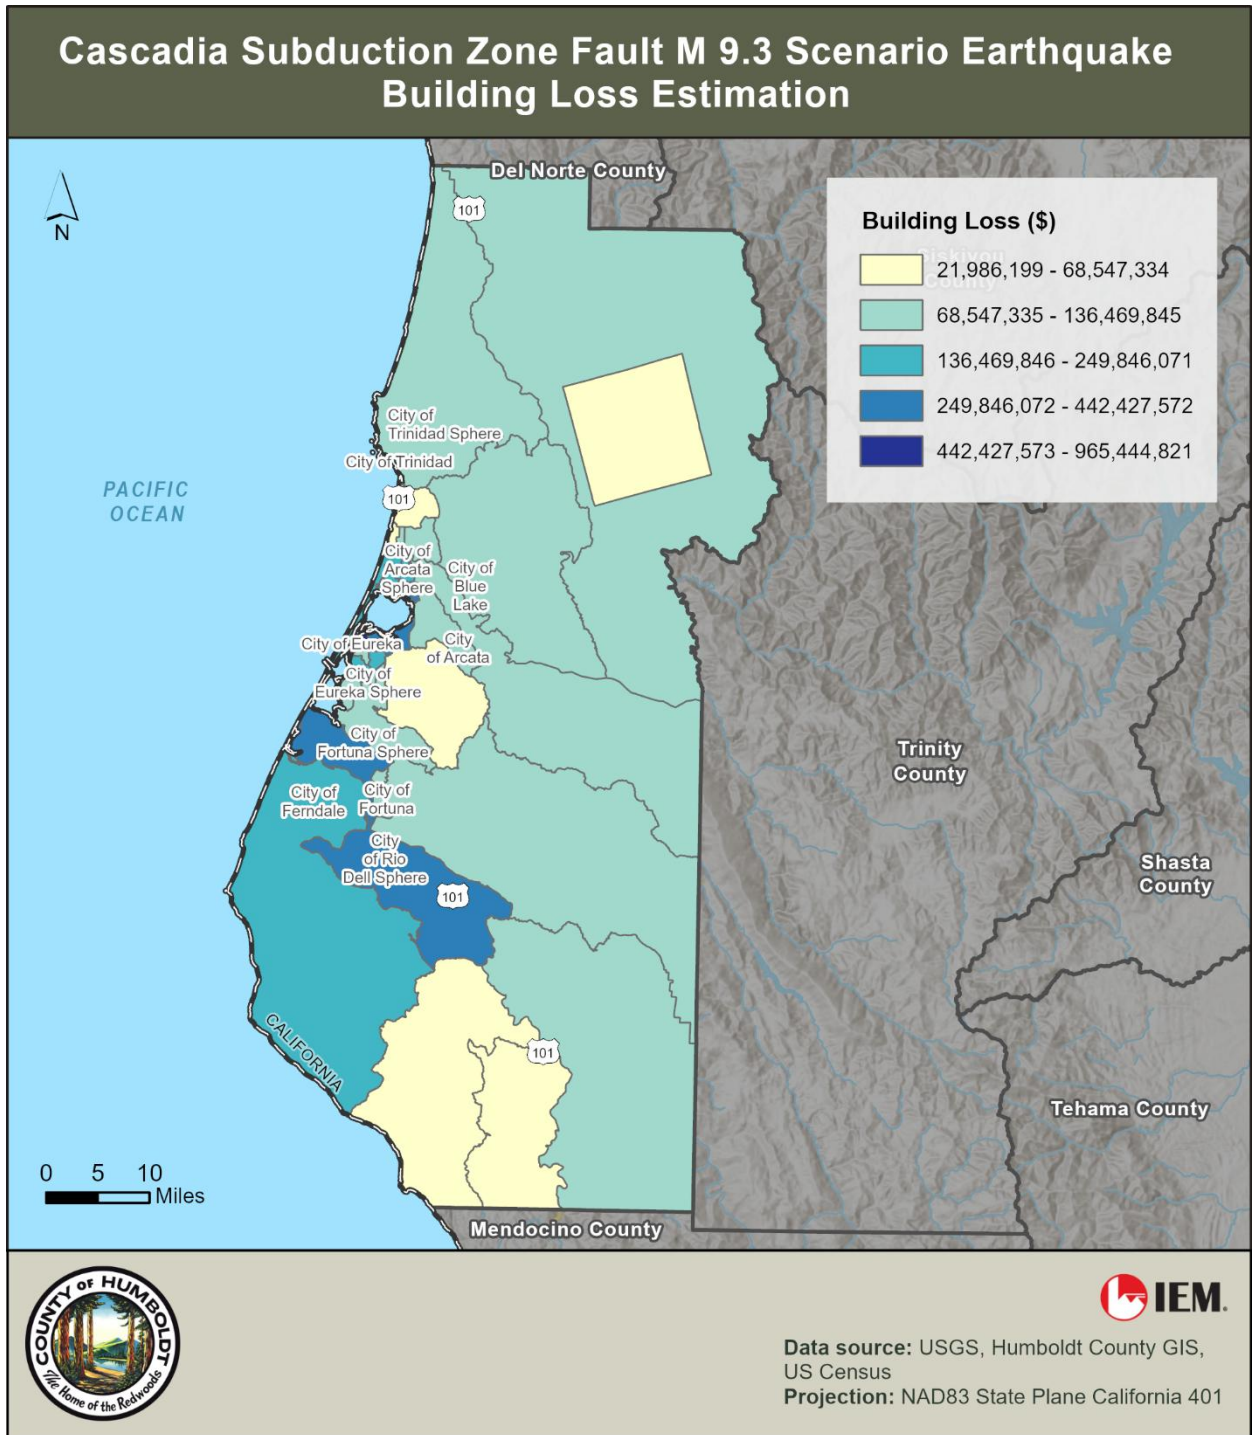 Cascadia Subduction Zone Fault M 9.3 Scenario Earthquake
Building Loss Estimation
Del Norte County
101
N
Building Loss ($)
Siskiyou
County
21,986,199 - 68,547,334
68,547,335 - 136,469,845
136,469,846 - 249,846,071
249,846,072 - 442,427,572
442,427,573 - 965,444,821
City of
Trinidad Sphere
City of Trinidad
101
PACIFIC
OCEAN
City of
Arcata
Sphere
City of
Blue
Lake
City of Eureka
City
of Arcata
City of
Eureka Sphere
City of
Fortuna Sphere
Trinity
County
City of
Ferndale
City of
Fortuna
City
of Rio
Dell Sphere
101
Shasta
County
CALIFORNIA
101
Tehama County
0 5 10
Miles
Mendocino County
COUNTY OF HUMBOLDT
The Home of the Redwoods
IEM.
Data source: USGS, Humboldt County GIS,
US Census
Projection: NAD83 State Plane California 401